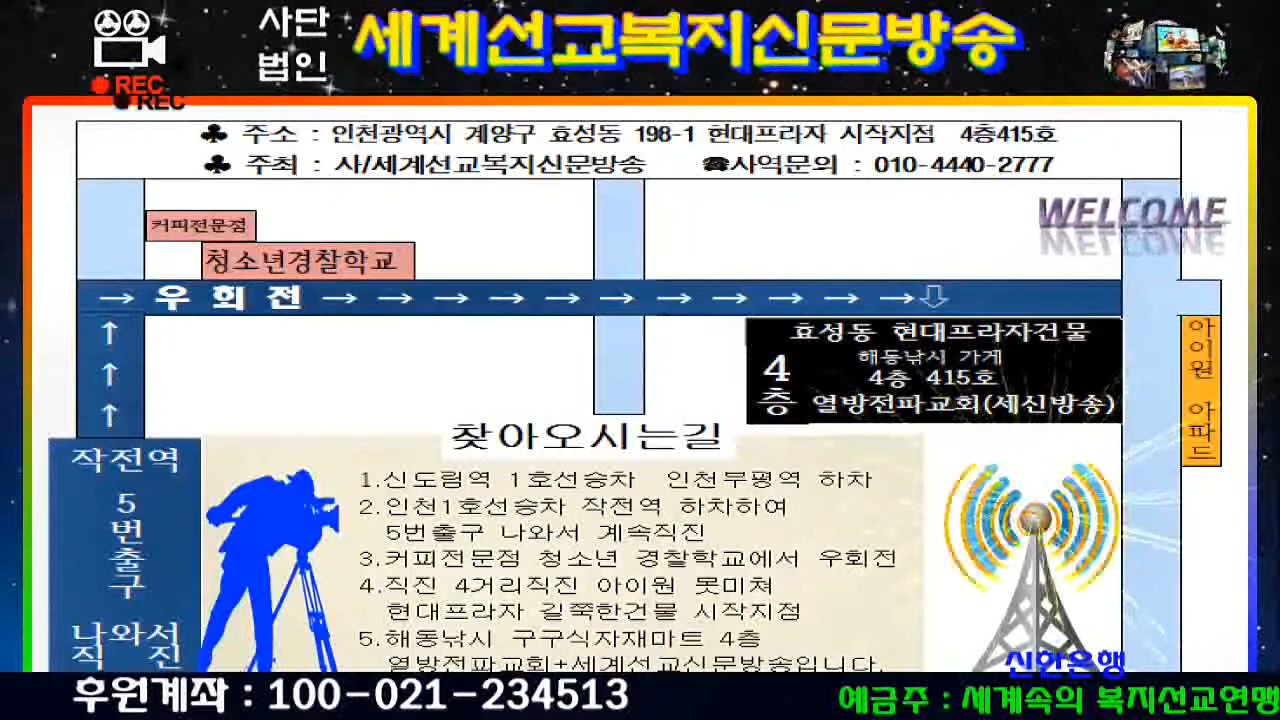 사단
법인
세계선교복지신문방송
REC
REC
♣ 주소 : 인천광역시 계양구 효성동 198-1 현대프라자 시작지점 4층415호
♣ 주최 : 사/세계선교복지신문방송 ☎사역문의 : 010-4440-2777
WELCOME
커피전문점
청소년경찰학교
→ 우 회 전 → → → → → → → → → → → ⇩
↑
↑
↑
효성동 현대프라자건물
4
층
해동낚시 가게
4층 415호
열방전파교회(세신방송)
아
이
원
아
파
트
찾아오시는길
작전역
5
번
출
구
나와서
직 진
1.신도림역 1호선승차 인천부평역 하차
2.인천1호선승차 작전역 하차하여
5번출구 나와서 계속직진
3.커피전문점 청소년 경찰학교에서 우회전
4.직진 4거리직진 아이원 못미쳐
현대프라자 길쭉한건물 시작지점
5.해동낚시 구구식자재마트 4층
열방전파교회+세계선교신문방송입니다.
신한은행
후원계좌 : 100-021-234513
예금주 : 세계속의 복지선교연맹